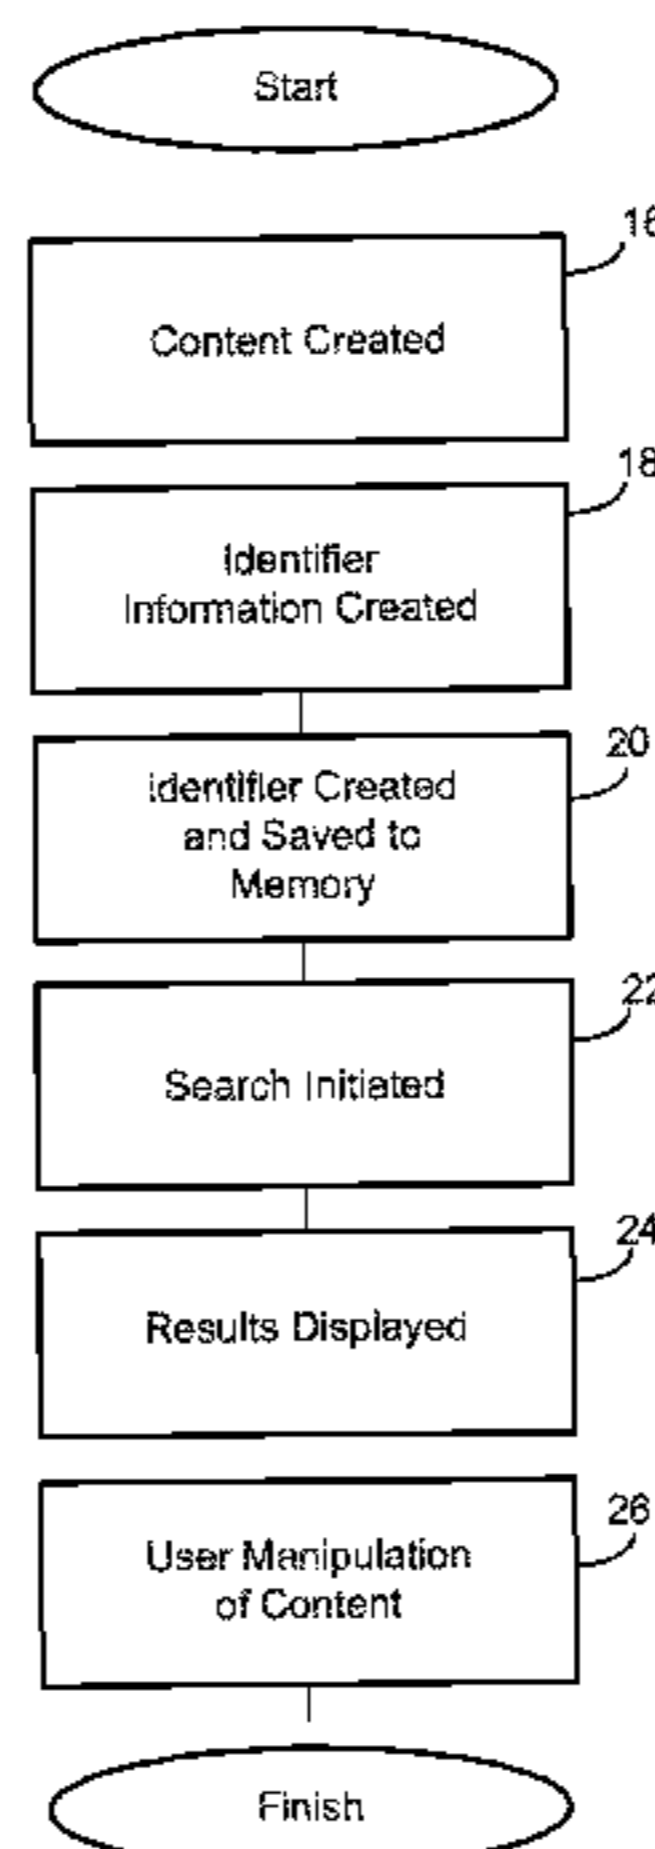 Start
16
Content Created
18
Identifier
Information Created
20
Identifier Created
and Saved to
Memory
22
Search Initiated
24
Results Displayed
26
User Manipulation
of Content
Finish